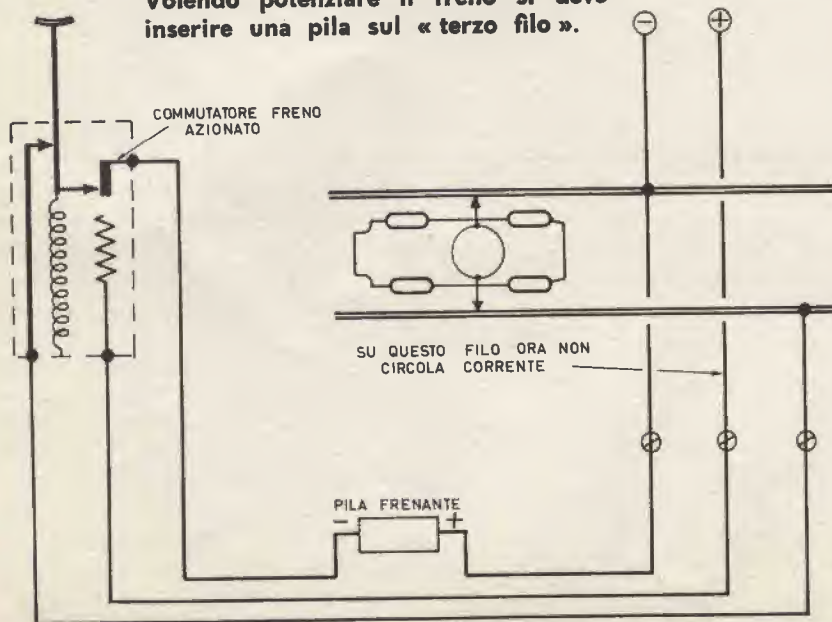 Volendo potenziare il freno si deve
inserire una pila sul « terzo filo ».
− +
COMMUTATORE FRENO
AZIONATO
SU QUESTO FILO ORA NON
CIRCOLA CORRENTE
PILA FRENANTE
− +